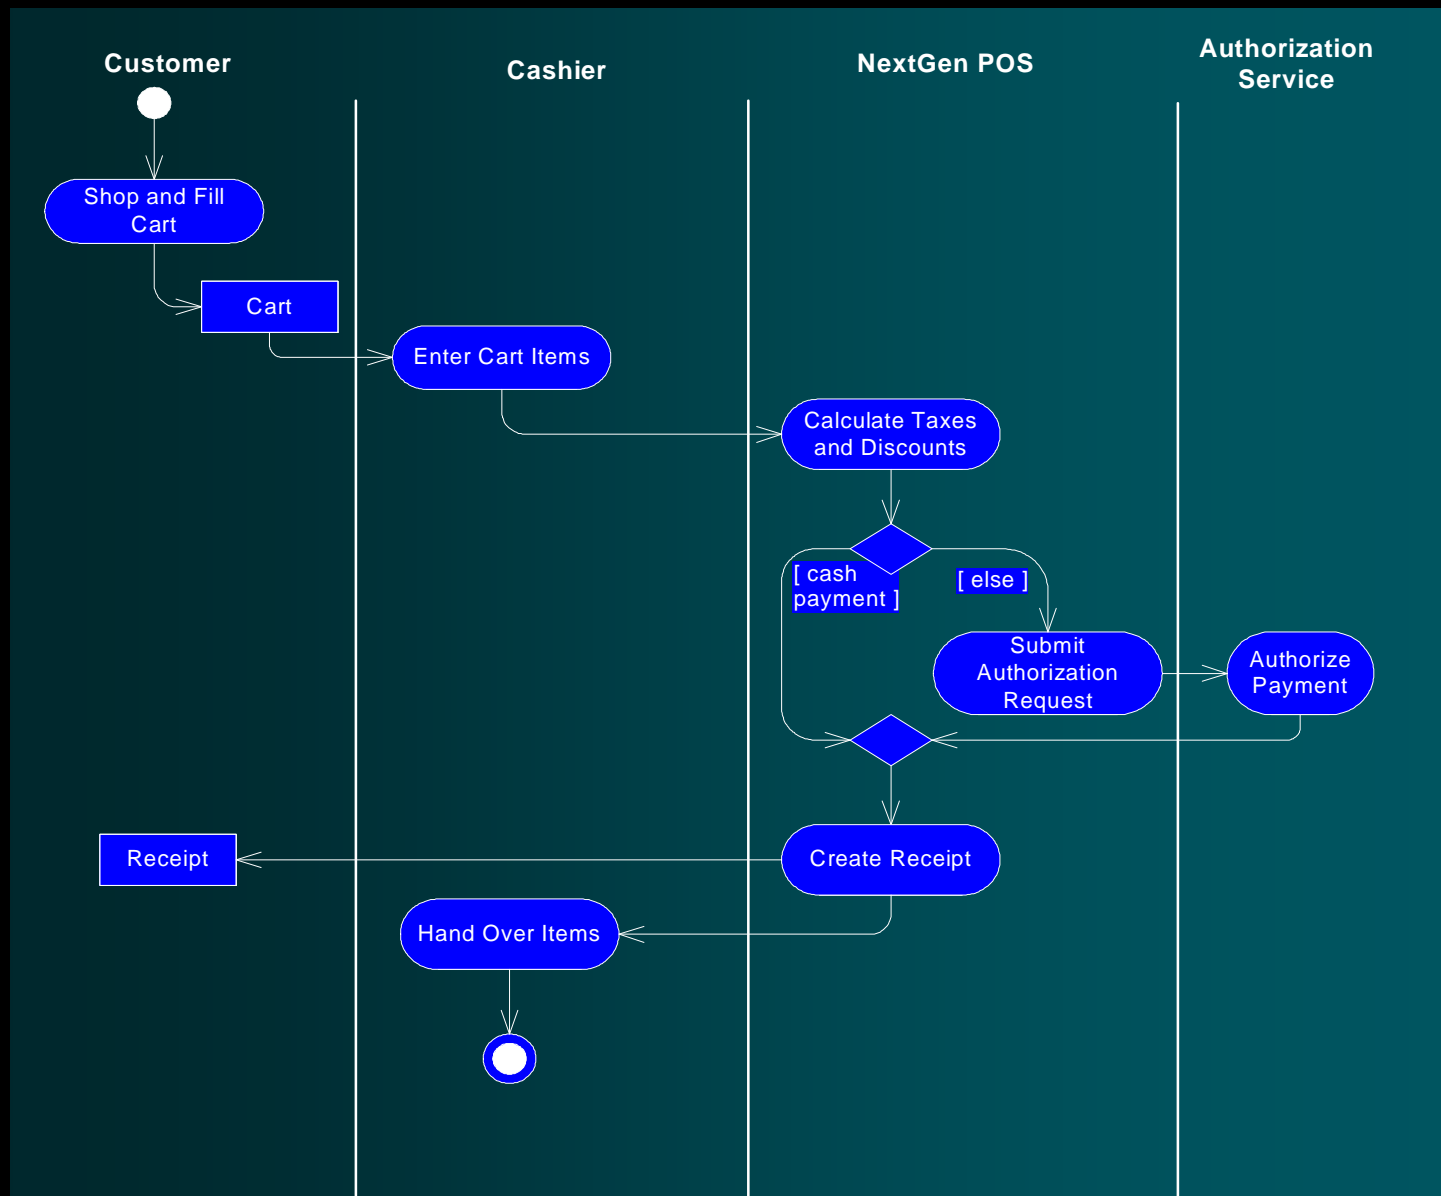 Customer
Cashier
NextGen POS
Authorization
Service
Shop and Fill
Cart
Cart
Enter Cart Items
Calculate Taxes
and Discounts
[ cash
payment ]
[ else ]
Submit
Authorization
Request
Authorize
Payment
Receipt
Create Receipt
Hand Over Items